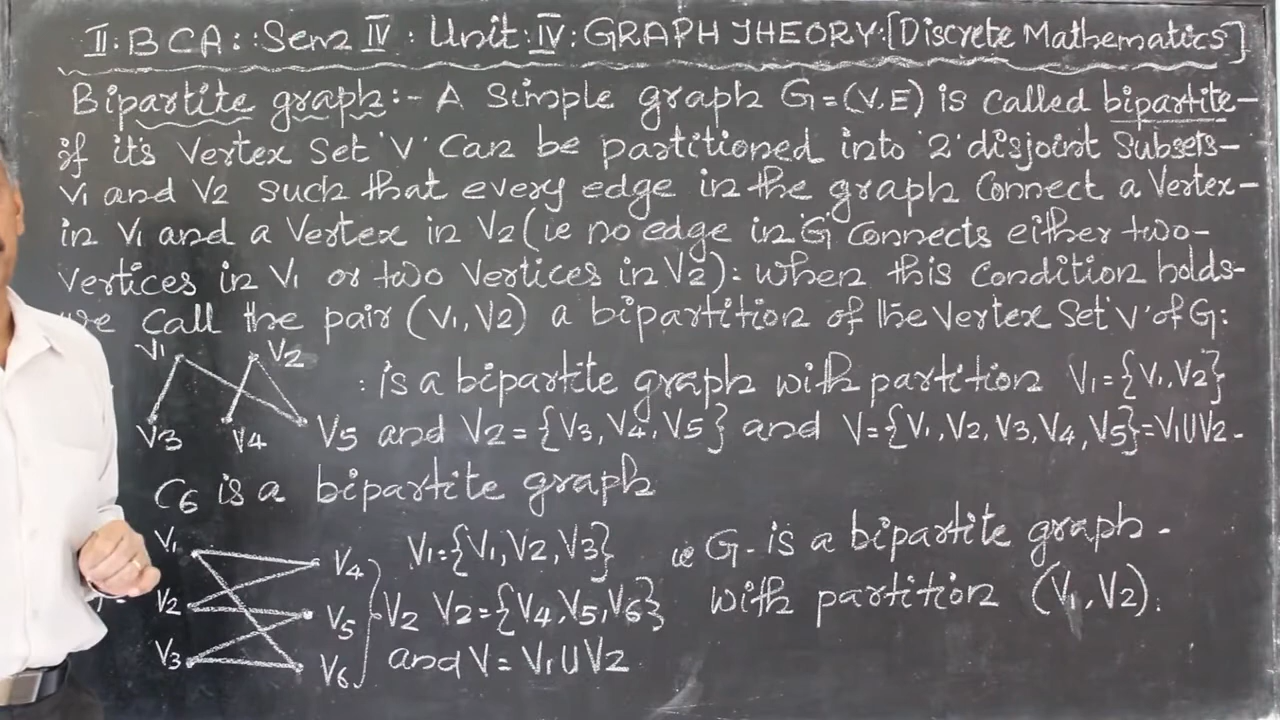 II:BCA::Sem IV: Unit:IV: GRAPH THEORY:[Discrete Mathematics]
Bipartite graph:- A Simple graph G=(V,E) is called bipartite-
if it's Vertex Set 'V' Can be partitioned into '2' disjoint Subsets-
V1 and V2 such that every edge in the graph Connect a Vertex-
in V1 and a Vertex in V2 (ie no edge in 'G' Connects either two-
Vertices in V1 or two Vertices in V2): when this Condition holds-
we Call the pair (V1,V2) a bipartition of the Vertex Set 'V' of G:
V1 V2
: is a bipartite graph with partition V1={V1,V2}
V3 V4 V5 and V2={V3,V4,V5} and V={V1,V2,V3,V4,V5}=V1UV2-
C6 is a bipartite graph
V1 V4 V1={V1,V2,V3} ie G-is a bipartite graph-
V2 V5 }V2 V2={V4,V5,V6} with partition (V1,V2):
V3 V6 and V=V1UV2